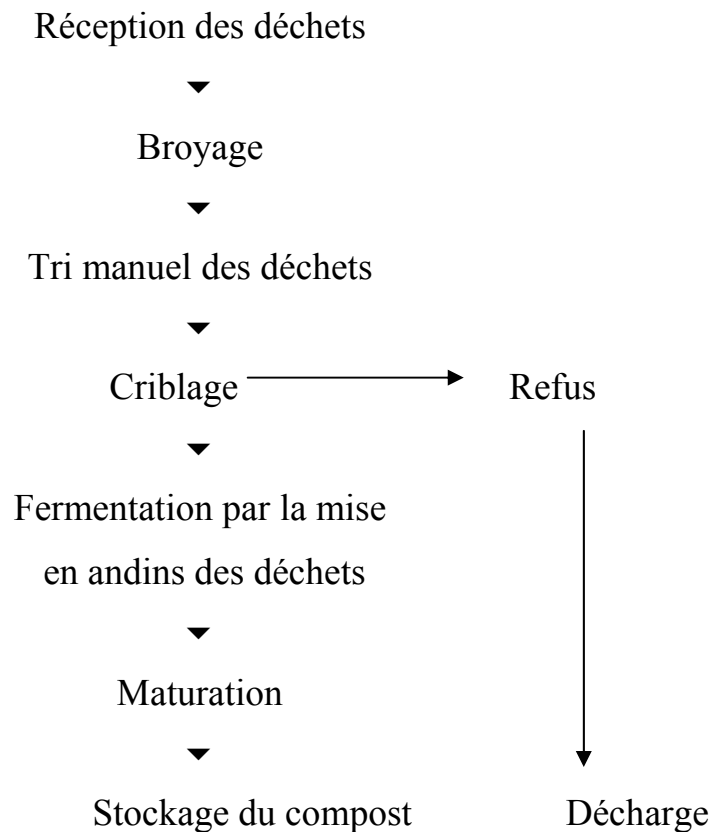 Réception des déchets
Broyage
Tri manuel des déchets
Criblage
Refus
Fermentation par la mise
en andins des déchets
Maturation
Stockage du compost
Décharge